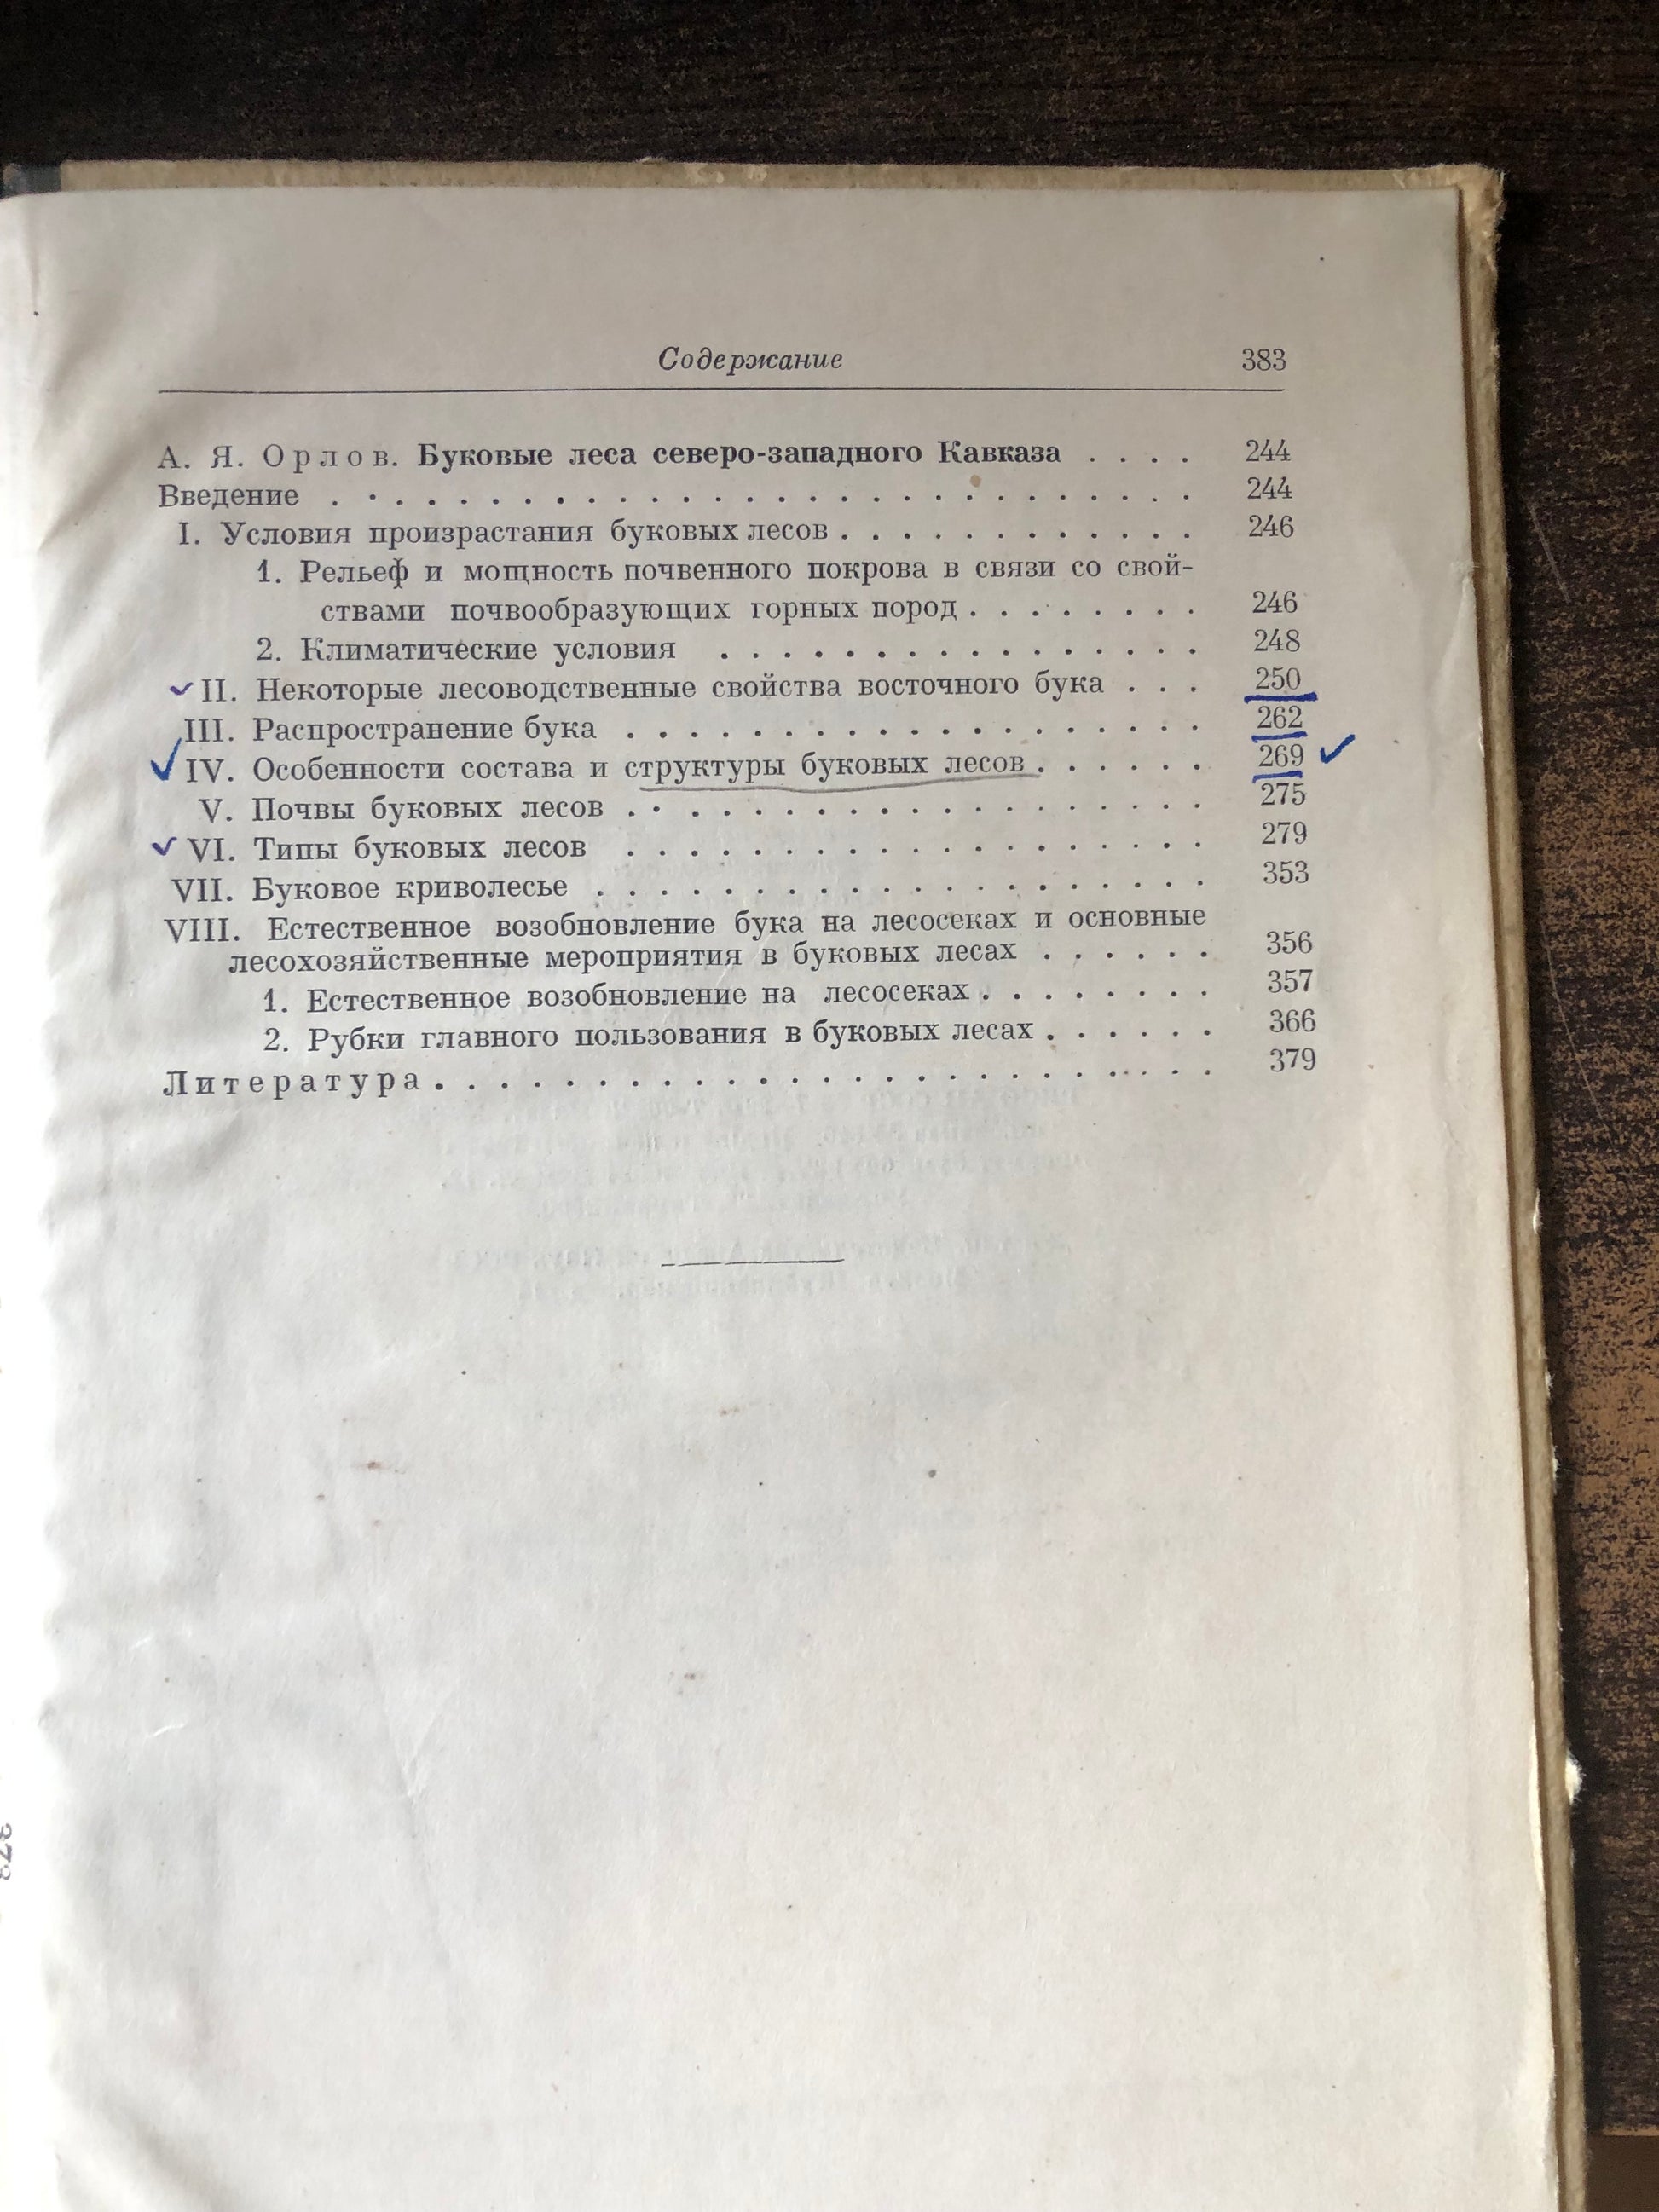 Содержание 383
А. Я. Орлов. Буковые леса северо-западного Кавказа . . . . 244
Введение . . . . . . . . . . . . . . . . . . . . . . . . . . . 244
I. Условия произрастания буковых лесов . . . . . . . . . . . . 246
1. Рельеф и мощность почвенного покрова в связи со свой-
ствами почвообразующих горных пород . . . . . . . . 246
2. Климатические условия . . . . . . . . . . . . . . . . 248
II. Некоторые лесоводственные свойства восточного бука . . . 250
III. Распространение бука . . . . . . . . . . . . . . . . . . . 262
IV. Особенности состава и структуры буковых лесов . . . . . . 269
V. Почвы буковых лесов . . . . . . . . . . . . . . . . . . . 275
VI. Типы буковых лесов . . . . . . . . . . . . . . . . . . . 279
VII. Буковое криволесье . . . . . . . . . . . . . . . . . . . . 353
VIII. Естественное возобновление бука на лесосеках и основные
лесохозяйственные мероприятия в буковых лесах . . . . . . 356
1. Естественное возобновление на лесосеках . . . . . . . . 357
2. Рубки главного пользования в буковых лесах . . . . . . 366
Литература . . . . . . . . . . . . . . . . . . . . . . . . . 379